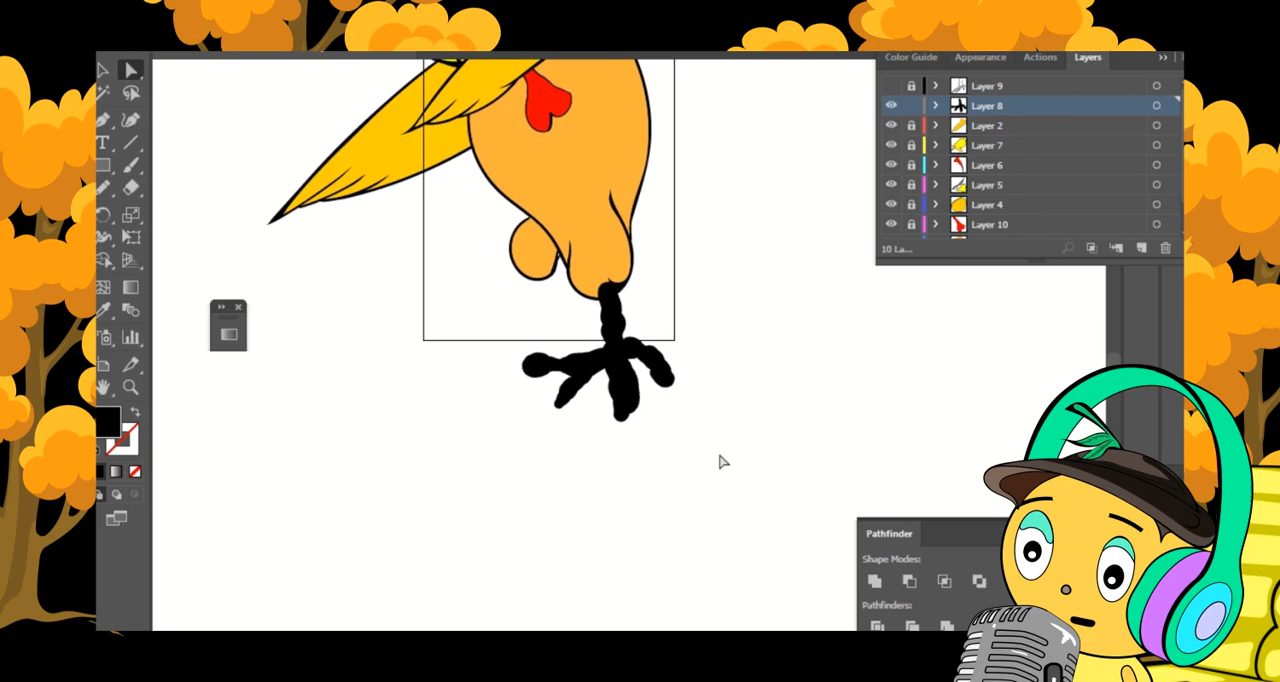 Color Guide Appearance Actions Layers
Layer 9
Layer 8
Layer 2
Layer 7
Layer 6
Layer 5
Layer 4
Layer 10
10 La...
Pathfinder
Shape Modes:
Pathfinders: